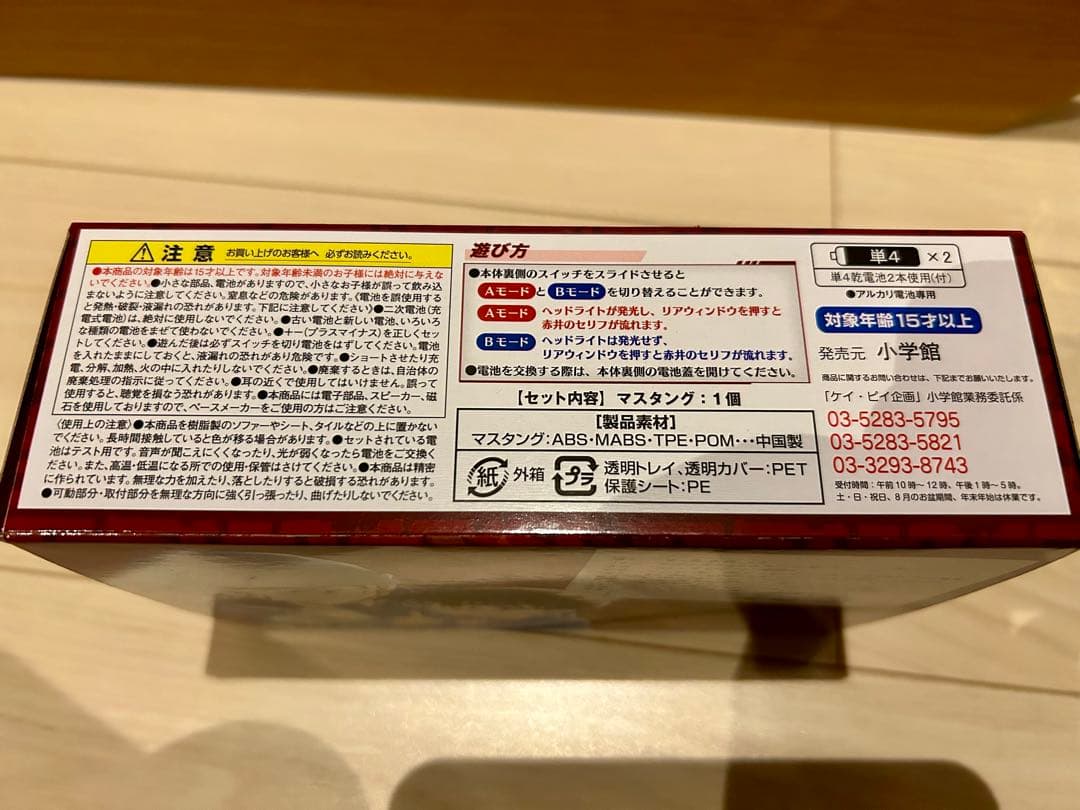 ⚠ 注意 お買い上げのお客様へ 必ずお読みください。
●本商品の対象年齢は15才以上です。対象年齢未満のお子様には絶対に与えな
いでください。●小さな部品、電池がありますので、小さなお子様が誤って飲み込
まないように注意してください。窒息などの危険があります。〈電池を誤使用する
と発熱・破裂・液漏れの恐れがあります。下記に注意してください〉●二次電池(充
電式電池)は、絶対に使用しないでください。●古い電池と新しい電池、いろいろ
な種類の電池をまぜて使わないでください。●+-(プラスマイナス)を正しくセッ
トしてください。●遊んだ後は必ずスイッチを切り電池をはずしてください。電池
を入れたままにしておくと、液漏れの恐れがあり危険です。●ショートさせたり充
電、分解、加熱、火の中に入れたりしないでください。●廃棄するときは、自治体の
廃棄処理の指示に従ってください。●耳の近くで使用してはいけません。誤って
使用すると、聴覚を損なう恐れがあります。●本商品には電子部品、スピーカー、磁
石を使用しておりますので、ペースメーカーをご使用の方はご注意ください。
〈使用上の注意〉●本商品を樹脂製のソファーやシート、タイルなどの上に置かない
でください。長時間接触していると色が移る場合があります。●セットされている電
池はテスト用です。音声が聞こえにくくなったり、光が弱くなったら電池をご交換く
ださい。また、高温・低温になる所での使用・保管はさけてください。●本商品は精密
に作られています。無理な力を加えたり、落としたりすると破損する恐れがあります。
●可動部分・取付部分を無理な方向に強く引っ張ったり、曲げたりしないでください。
遊び方
●本体裏側のスイッチをスライドさせると
AモードとBモードを切り替えることができます。
Aモード ヘッドライトが発光し、リアウィンドウを押すと
赤井のセリフが流れます。
Bモード ヘッドライトは発光せず、
リアウィンドウを押すと赤井のセリフが流れます。
●電池を交換する際は、本体裏側の電池蓋を開けてください。
【セット内容】マスタング:1個
【製品素材】
マスタング:ABS・MABS・TPE・POM…中国製
紙 外箱 プラ 透明トレイ、透明カバー:PET
保護シート:PE
単4 ×2
単4乾電池2本使用(付)
●アルカリ電池専用
対象年齢15才以上
発売元 小学館
商品に関するお問い合わせは、下記までお願いいたします。
「ケイ・ピイ企画」小学館業務委託係
03-5283-5795
03-5283-5821
03-3293-8743
受付時間:午前10時~12時、午後1時~5時。
土・日・祝日、8月のお盆期間、年末年始は休業です。